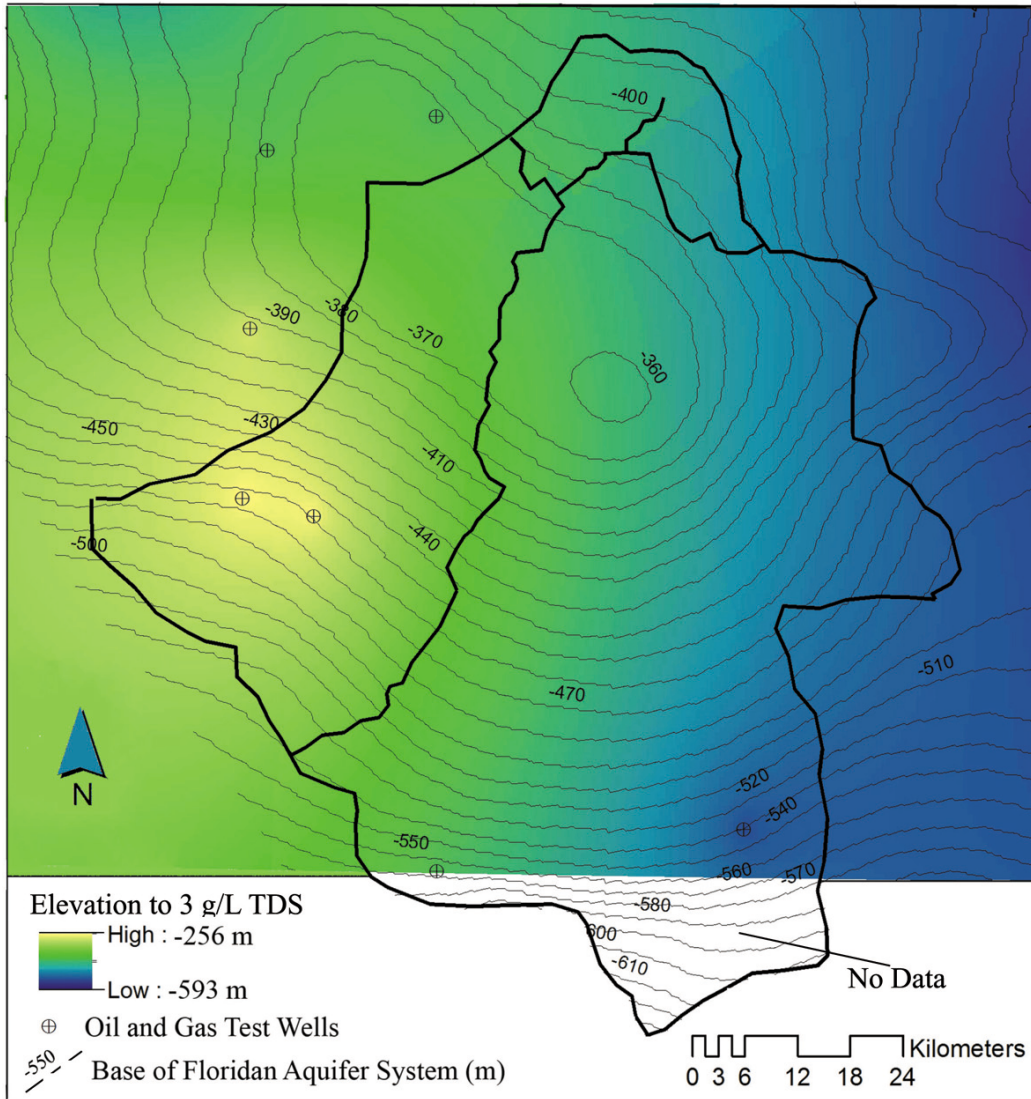 -400
-360
-390
-380
-370
-430
-450
-410
-440
-500
-510
-470
-520
-540
-550
-560
-570
-580
-600
-610
N
No Data
Elevation to 3 g/L TDS
High : -256 m
Low : -593 m
Oil and Gas Test Wells
-550
Base of Floridan Aquifer System (m)
Kilometers
0 3 6 12 18 24